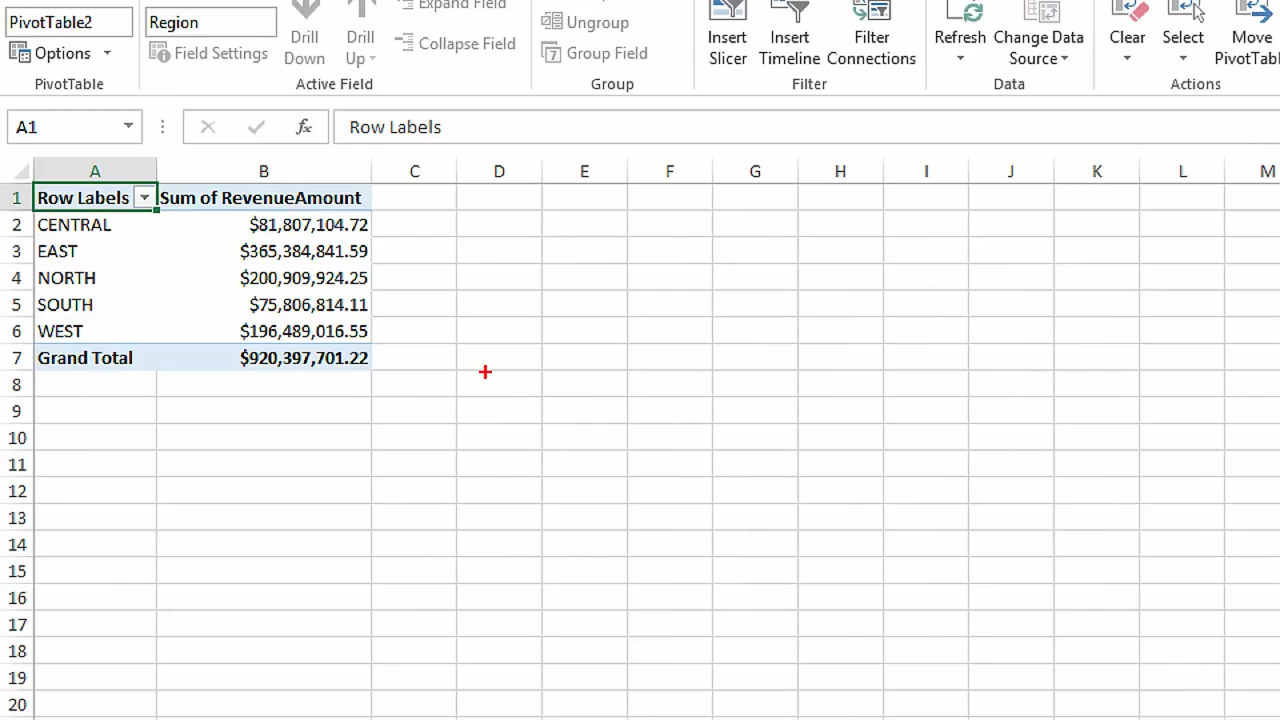 PivotTable2
Options
PivotTable
Region
Field Settings
Drill
Down
Drill
Up
Expand Field
Collapse Field
Active Field
Ungroup
Group Field
Group
Insert
Slicer
Insert
Timeline
Filter
Connections
Filter
Refresh
Change Data
Source
Data
Clear
Select
Move
PivotTabl
Actions
A1
fx
Row Labels
A B C D E F G H I J K L M
1 Row Labels Sum of RevenueAmount
2 CENTRAL $81,807,104.72
3 EAST $365,384,841.59
4 NORTH $200,909,924.25
5 SOUTH $75,806,814.11
6 WEST $196,489,016.55
7 Grand Total $920,397,701.22
8
9
10
11
12
13
14
15
16
17
18
19
20